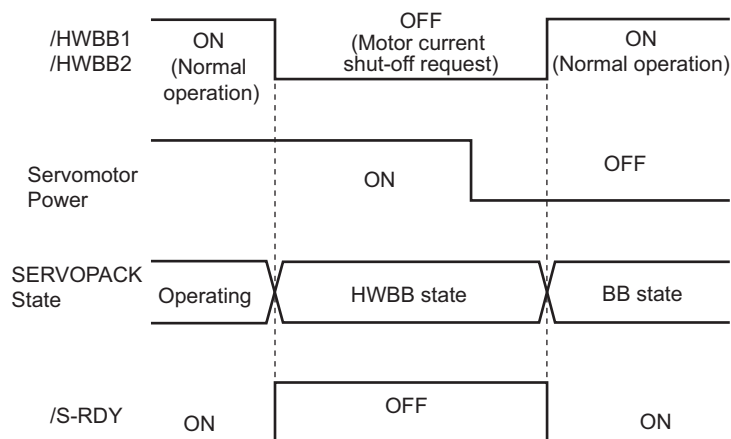 /HWBB1
/HWBB2
ON
(Normal
operation)
OFF
(Motor current
shut-off request)
ON
(Normal operation)
Servomotor
Power
ON
OFF
SERVOPACK
State
Operating
HWBB state
BB state
/S-RDY
ON
OFF
ON